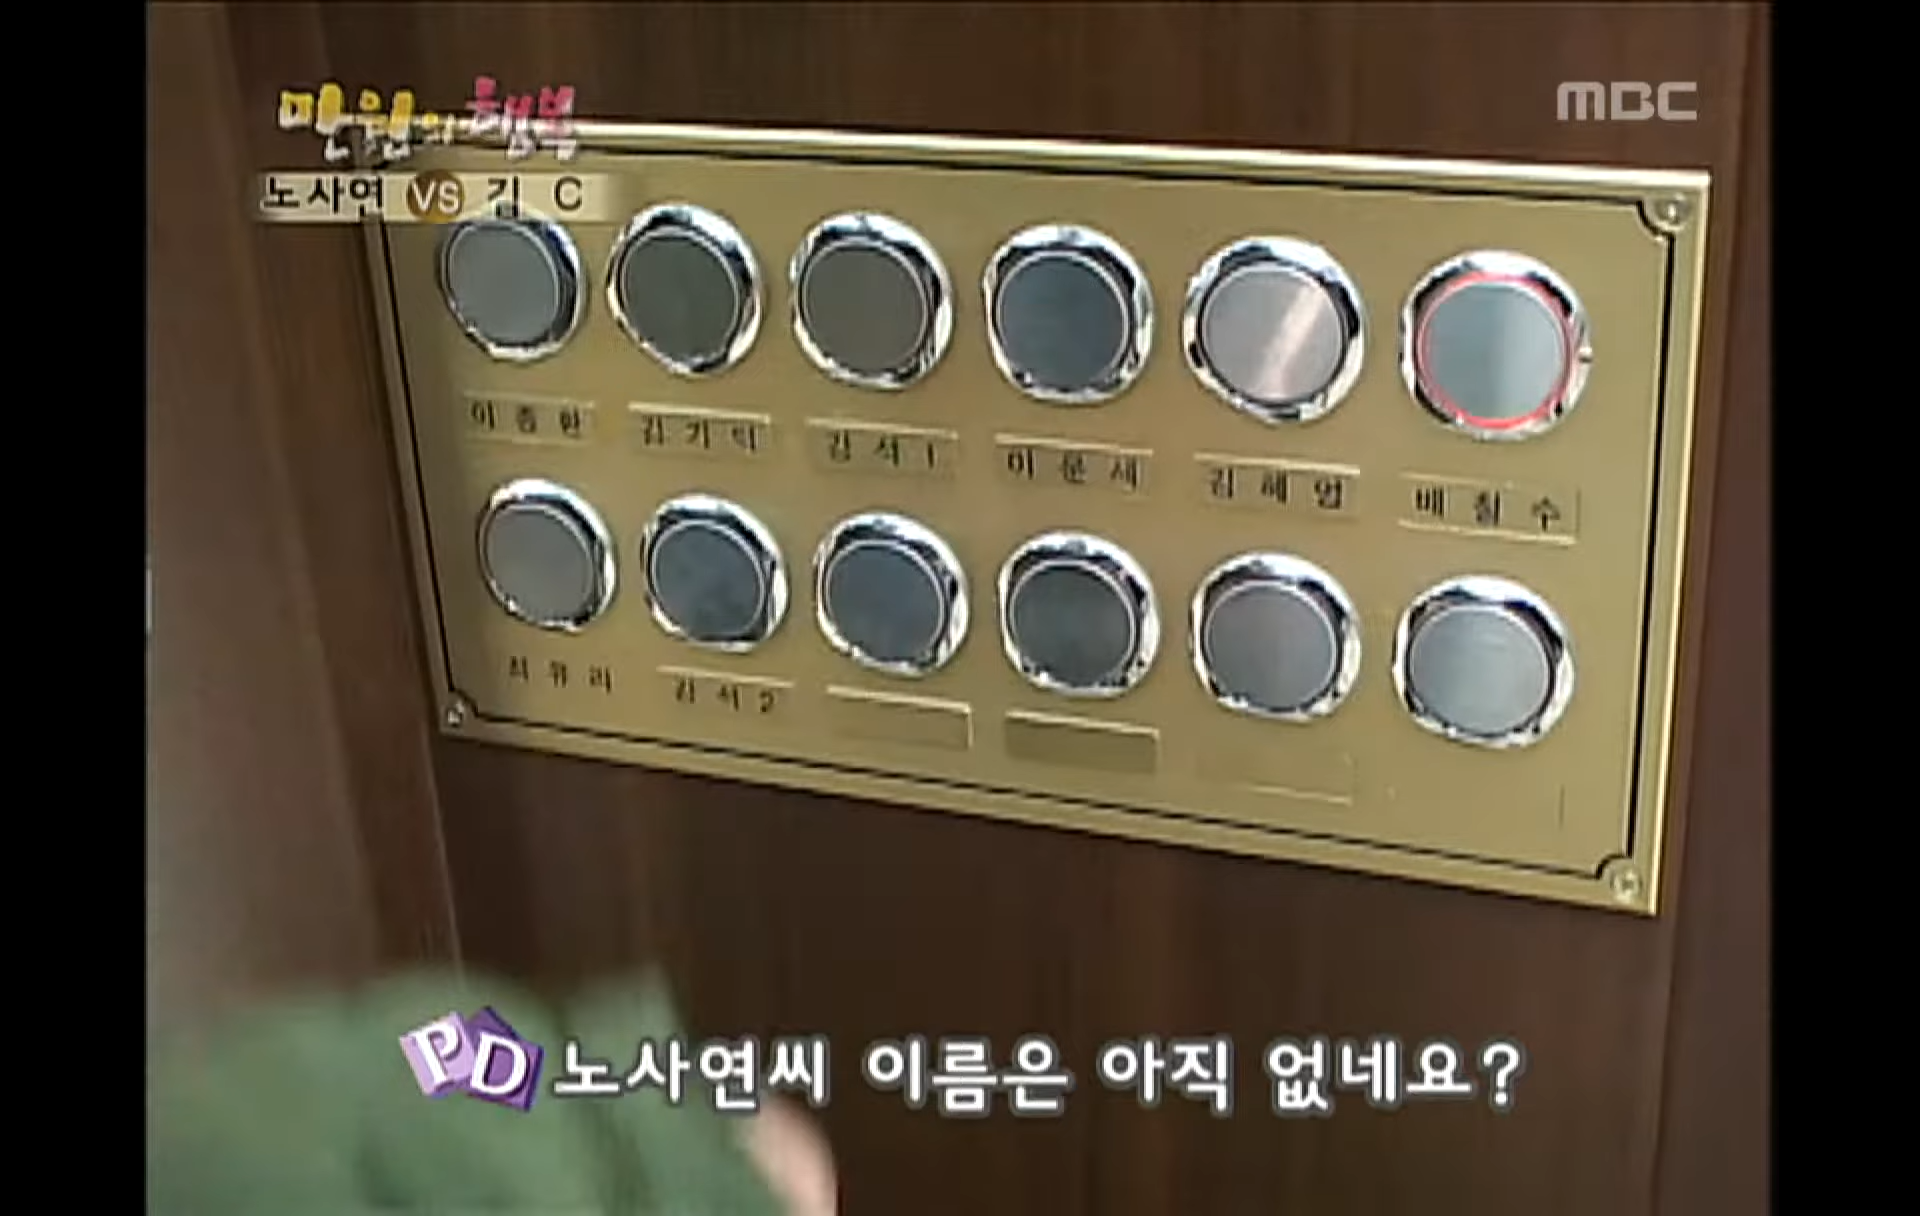 만원의 행복
MBC
노사연 VS 김 C
이 종 환 김 기 덕 김 석 1 이 문 세 김 혜 영 배 철 수
최 유 라 김 석 2
PD 노사연씨 이름은 아직 없네요?